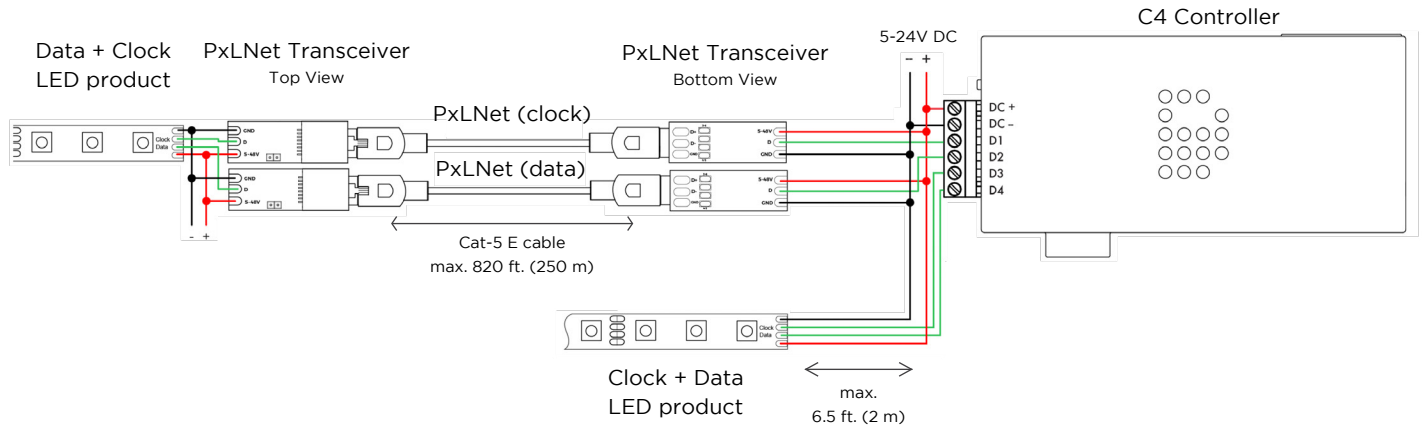 C4 Controller
Data + Clock
LED product
PxLNet Transceiver
Top View
PxLNet Transceiver
Bottom View
5-24V DC
- +
PxLNet (clock)
PxLNet (data)
Clock
Data
GND
D
5-48V
GND
D
5-48V
- +
D+
D-
GND
5-48V
D
GND
D+
D-
GND
5-48V
D
GND
DC +
DC –
D1
D2
D3
D4
Cat-5 E cable
max. 820 ft. (250 m)
Clock
Data
Clock + Data
LED product
max.
6.5 ft. (2 m)